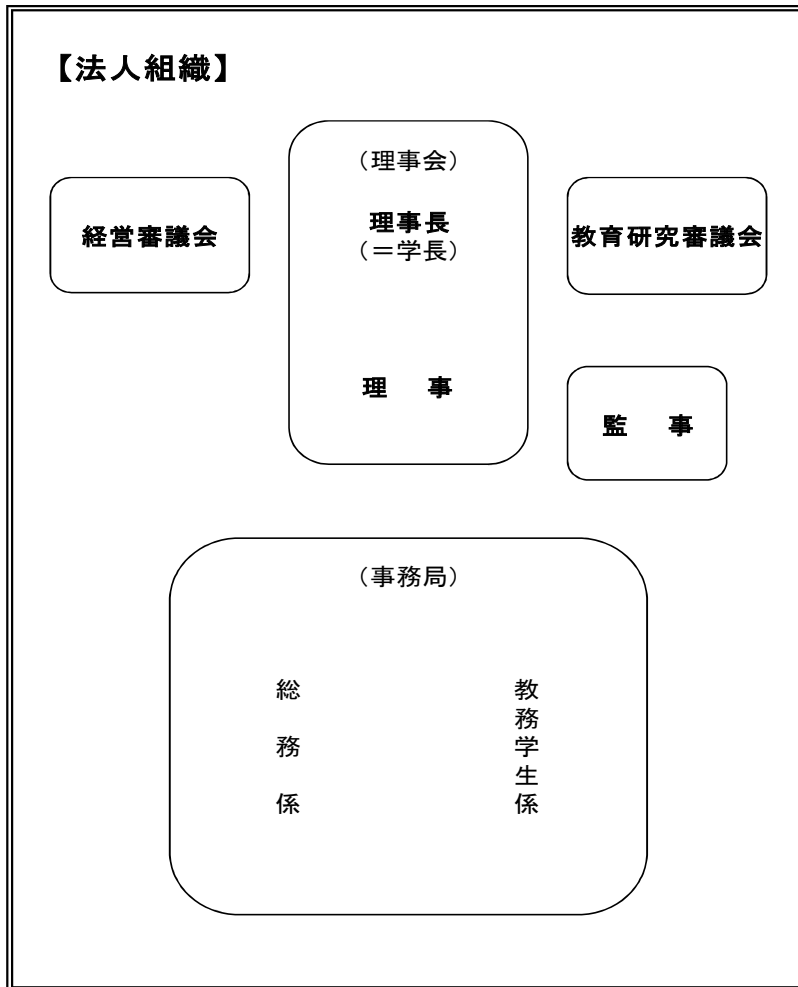 【法人組織】
(理事会)
経営審議会
理事長
(=学長)
教育研究審議会
理 事
監 事
(事務局)
総務係
教務学生係